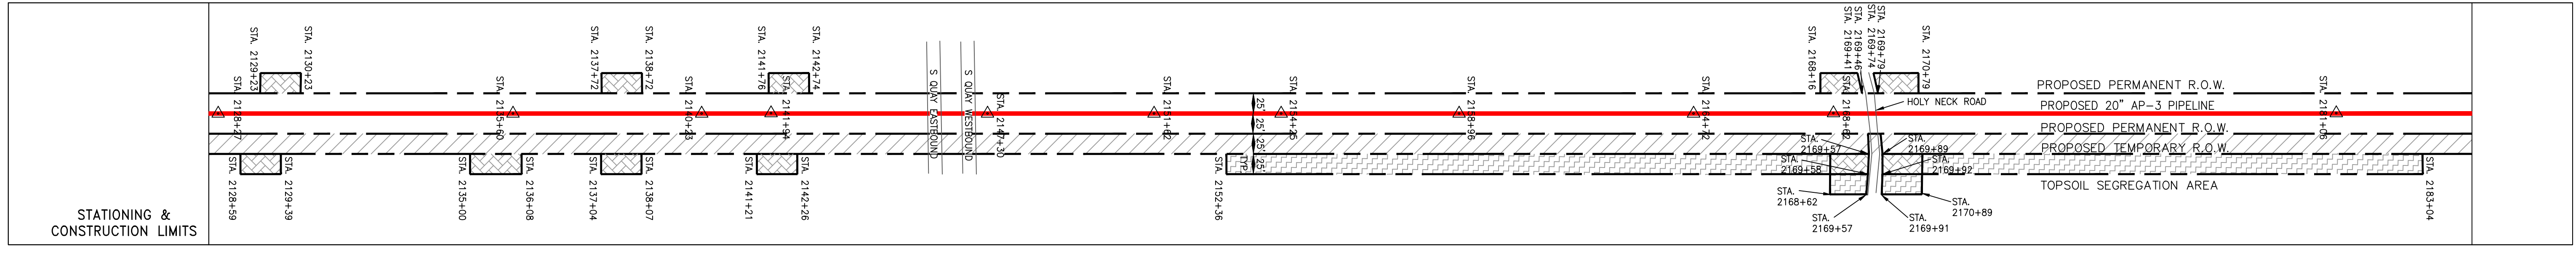 STA. 2129+23
STA. 2130+23
STA. 2137+72
STA. 2138+72
STA. 2141+76
STA. 2142+74
STA. 2168+16
STA. 2169+41
STA. 2169+46
STA. 2169+74
STA. 2169+79
STA. 2170+79
STA. 2128+27
STA. 2135+60
STA. 2140+23
STA. 2141+94
S QUAY EASTBOUND
S QUAY WESTBOUND
STA. 2147+30
STA. 2151+62
25' 25' 25' 25'
TYP.
STA. 2154+25
STA. 2158+96
STA. 2164+72
STA. 2168+62
HOLY NECK ROAD
PROPOSED PERMANENT R.O.W.
PROPOSED 20" AP-3 PIPELINE
PROPOSED PERMANENT R.O.W.
PROPOSED TEMPORARY R.O.W.
TOPSOIL SEGREGATION AREA
STA. 2181+06
STA.
2169+57
STA.
2169+89
STA.
2169+58
STA.
2169+92
STA.
2168+62
STA.
2170+89
STA.
2169+57
STA.
2169+91
STA. 2128+59
STA. 2129+39
STA. 2135+00
STA. 2136+08
STA. 2137+04
STA. 2138+07
STA. 2141+21
STA. 2142+26
STA. 2152+36
STA. 2183+04
STATIONING &
CONSTRUCTION LIMITS